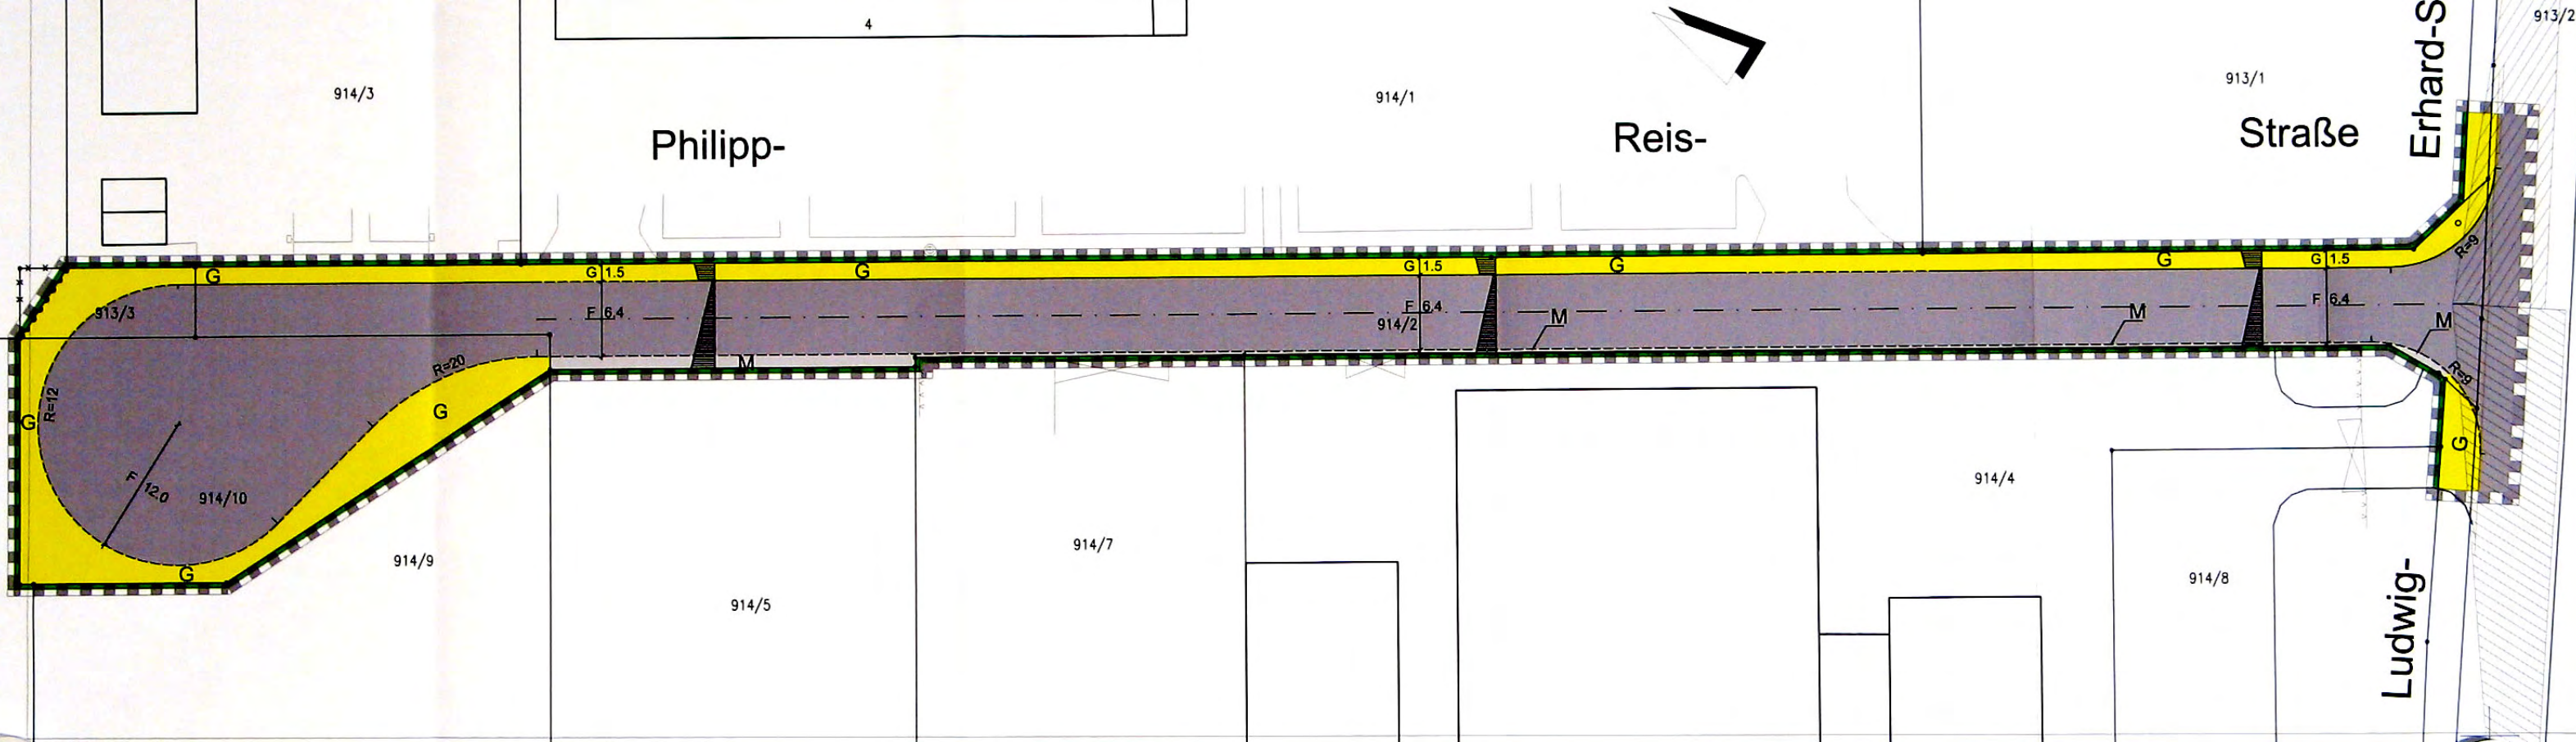 4
913/2
914/3
914/1
913/1
Philipp-
Reis-
Straße
Erhard-S
G
G 1.5
G
G 1.5
G
G
G 1.5
R=9
913/3
F 6.4
F 6.4
914/2
M
M
F 6.4
M
R=20
M
R=9
R=12
G
G
G
F 12.0
914/10
G
914/9
914/5
914/7
914/4
914/8
G
Ludwig-